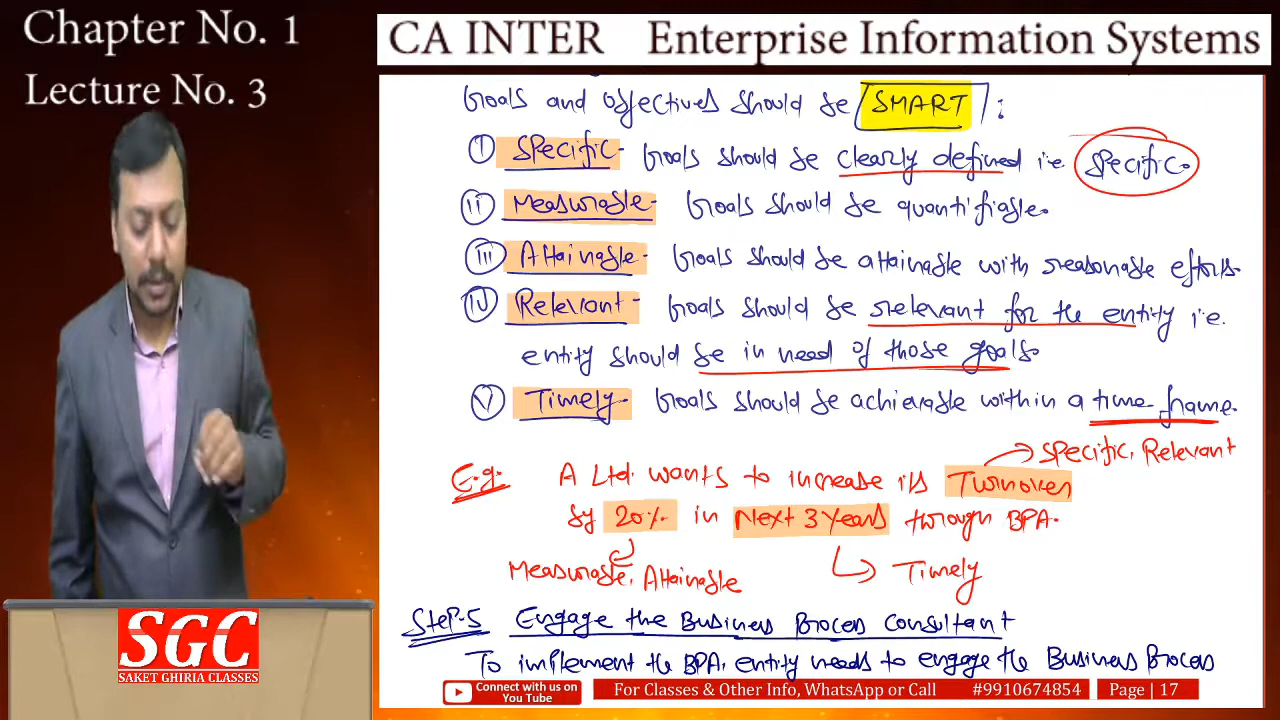 Chapter No. 1
Lecture No. 3
CA INTER Enterprise Information Systems
Goals and objectives should be SMART :
(i) Specific- Goals should be clearly defined i.e. Specific.
(ii) Measurable- Goals should be quantifiable.
(iii) Attainable- Goals should be attainable with reasonable efforts.
(iv) Relevant- Goals should be relevant for the entity i.e.
entity should be in need of those goals.
(v) Timely- Goals should be achievable within a time frame.
Specific, Relevant
E.g. A Ltd. wants to increase its Turnover
by 20% in Next 3 Years through BPA.
Measurable, Attainable Timely
Step-5 Engage the Business Process Consultant
To implement the BPA, entity needs to engage the Business Process
SGC
SAKET GHIRIA CLASSES
Connect with us on
You Tube
For Classes & Other Info, WhatsApp or Call #9910674854 Page | 17